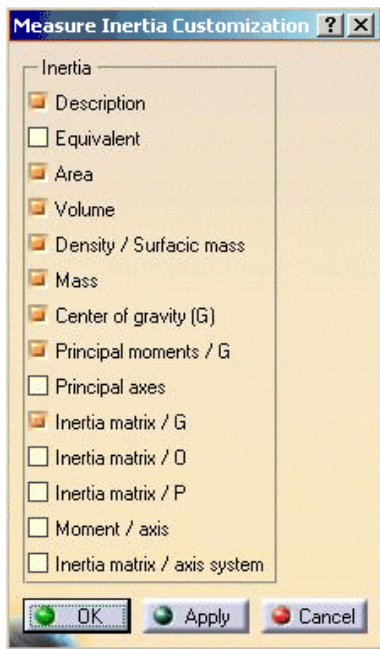 Measure Inertia Customization ? X
Inertia
Description
Equivalent
Area
Volume
Density / Surfacic mass
Mass
Center of gravity (G)
Principal moments / G
Principal axes
Inertia matrix / G
Inertia matrix / O
Inertia matrix / P
Moment / axis
Inertia matrix / axis system
OK Apply Cancel